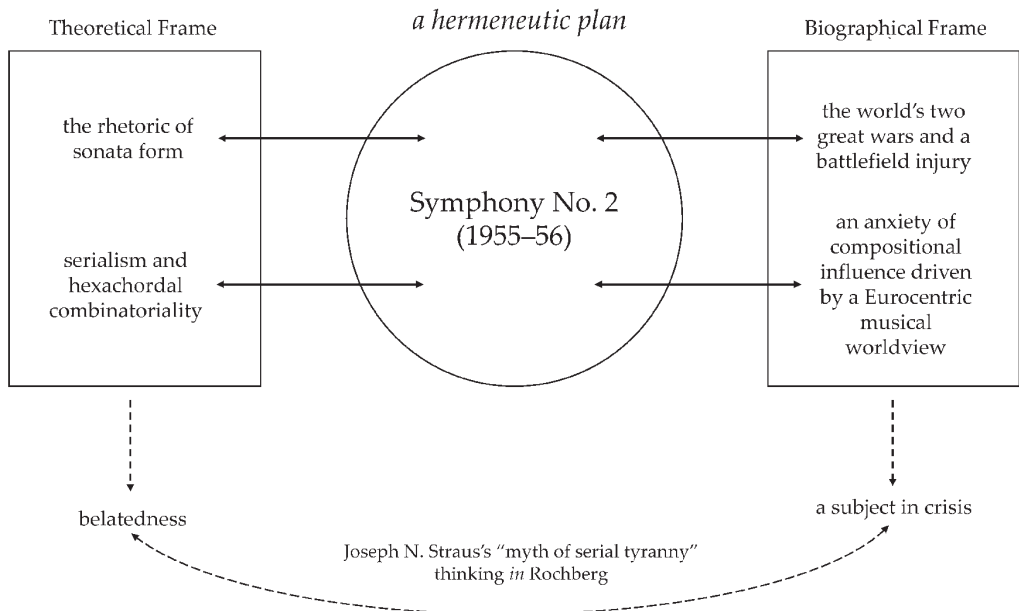 a hermeneutic plan
Theoretical Frame
the rhetoric of
sonata form
serialism and
hexachordal
combinatoriality
Symphony No. 2
(1955–56)
Biographical Frame
the world's two
great wars and a
battlefield injury
an anxiety of
compositional
influence driven
by a Eurocentric
musical
worldview
belatedness
a subject in crisis
Joseph N. Straus's “myth of serial tyranny”
thinking in Rochberg